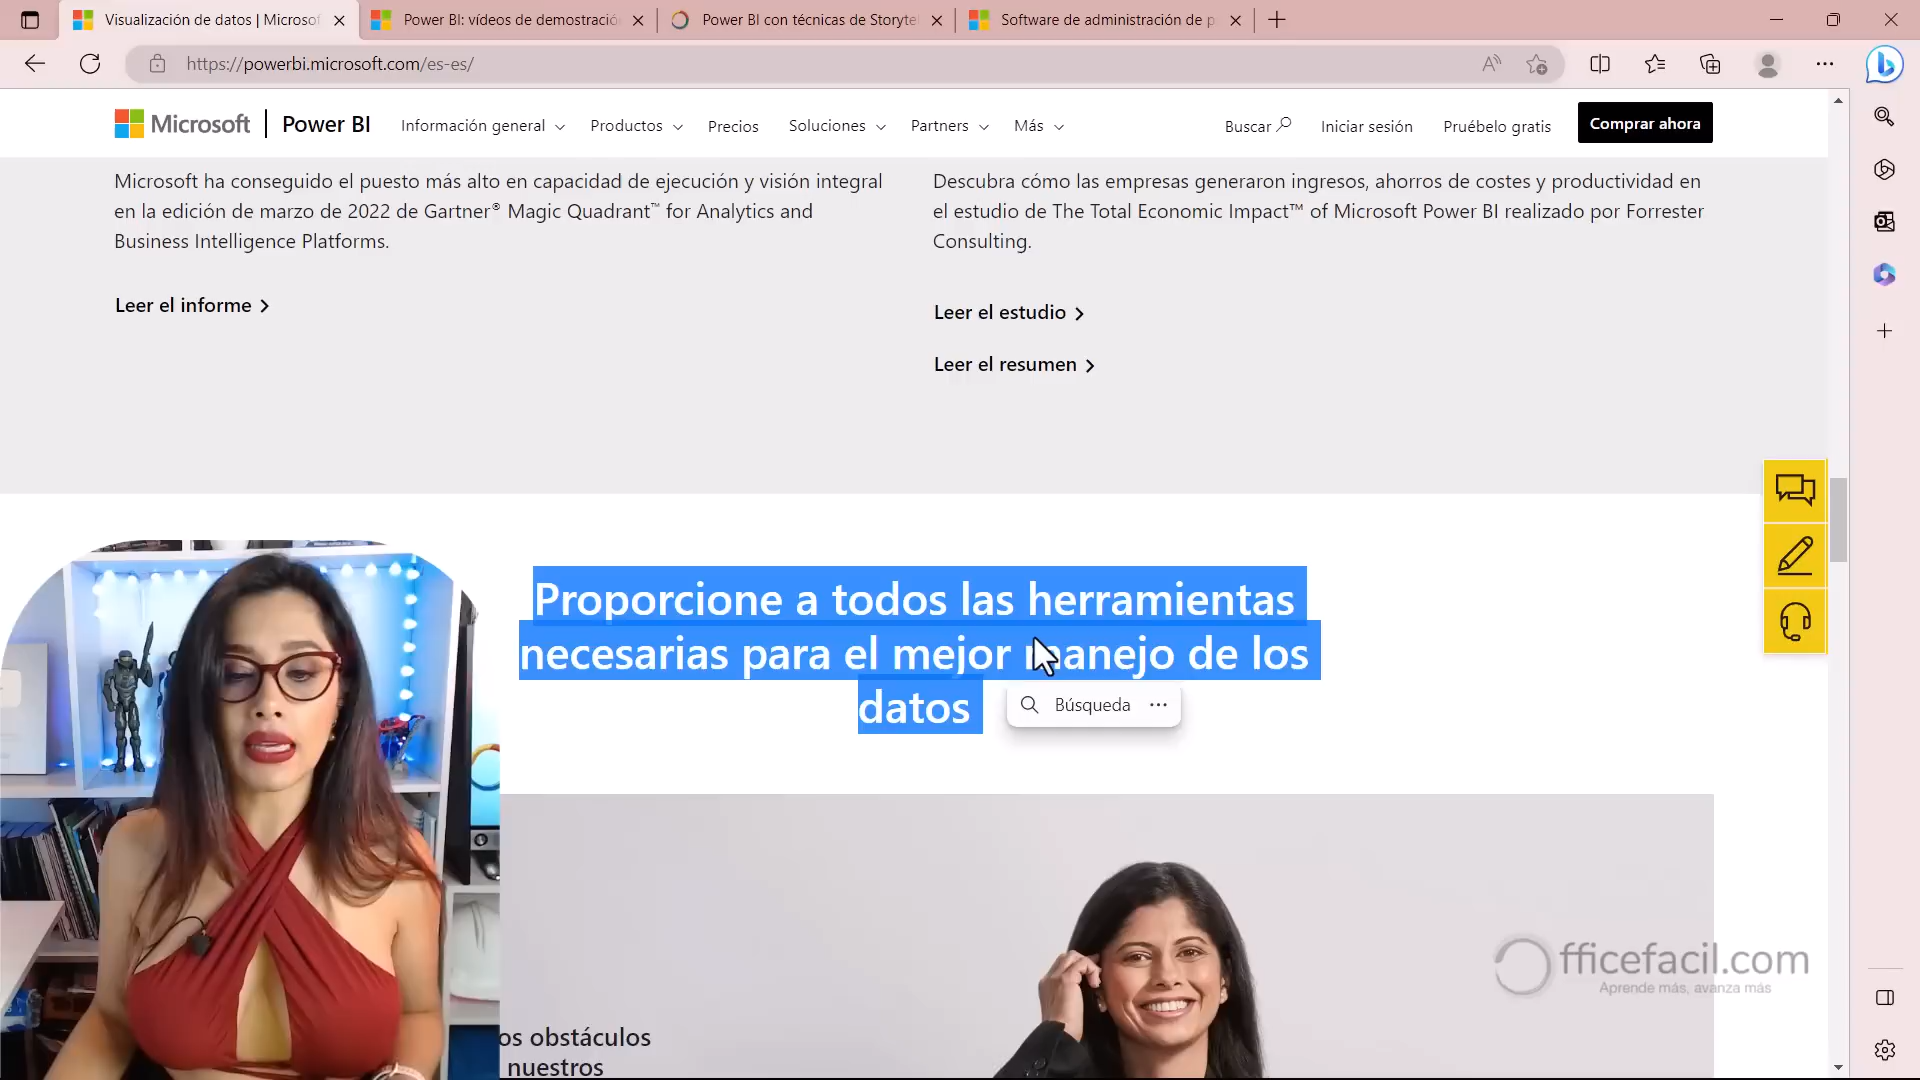 Visualización de datos | Microsof
Power BI: vídeos de demostració
Power BI con técnicas de Storyte
Software de administración de p
https://powerbi.microsoft.com/es-es/
Microsoft | Power BI
Información general
Productos
Precios
Soluciones
Partners
Más
Buscar
Iniciar sesión
Pruébelo gratis
Comprar ahora
Microsoft ha conseguido el puesto más alto en capacidad de ejecución y visión integral
en la edición de marzo de 2022 de Gartner® Magic Quadrant™ for Analytics and
Business Intelligence Platforms.
Leer el informe
Descubra cómo las empresas generaron ingresos, ahorros de costes y productividad en
el estudio de The Total Economic Impact™ of Microsoft Power BI realizado por Forrester
Consulting.
Leer el estudio
Leer el resumen
Proporcione a todos las herramientas
necesarias para el mejor manejo de los
datos
Búsqueda
os obstáculos
nuestros
fficefacil.com
Aprende más, avanza más